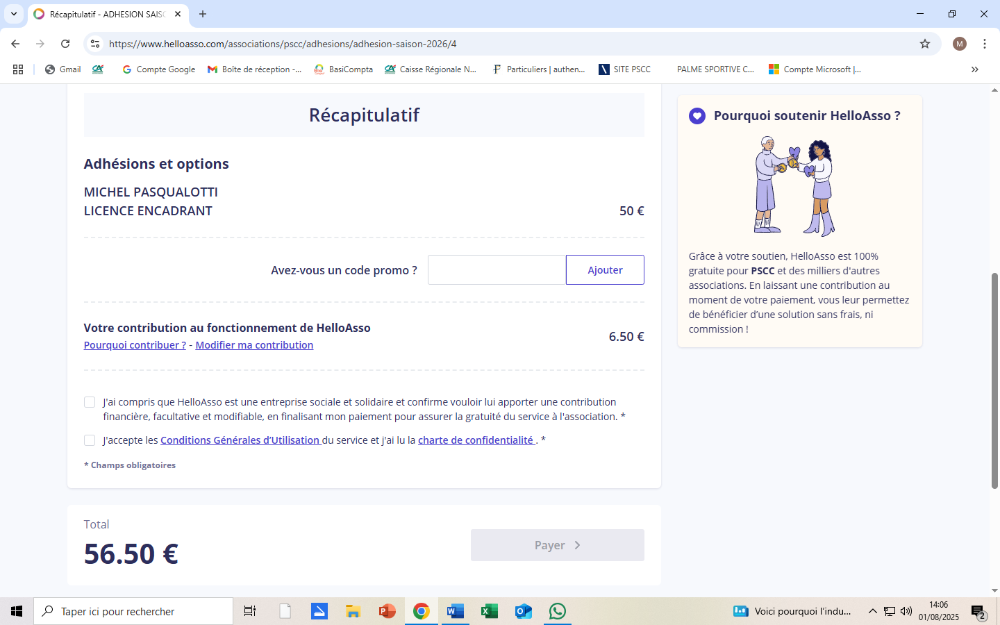 Récapitulatif - ADHESION SAISO
https://www.helloasso.com/associations/pscc/adhesions/adhesion-saison-2026/4
M
Gmail
Compte Google
Boîte de réception -...
BasiCompta
Caisse Régionale N...
Particuliers | authen...
SITE PSCC
PALME SPORTIVE C...
Compte Microsoft |...
Récapitulatif
Adhésions et options
MICHEL PASQUALOTTI
LICENCE ENCADRANT 50 €
Avez-vous un code promo ? Ajouter
Votre contribution au fonctionnement de HelloAsso
Pourquoi contribuer ? - Modifier ma contribution 6.50 €
J'ai compris que HelloAsso est une entreprise sociale et solidaire et confirme vouloir lui apporter une contribution
financière, facultative et modifiable, en finalisant mon paiement pour assurer la gratuité du service à l'association. *
J'accepte les Conditions Générales d’Utilisation du service et j'ai lu la charte de confidentialité . *
* Champs obligatoires
Total
56.50 €
Payer
Pourquoi soutenir HelloAsso ?
Grâce à votre soutien, HelloAsso est 100%
gratuite pour PSCC et des milliers d'autres
associations. En laissant une contribution au
moment de votre paiement, vous leur permettez
de bénéficier d’une solution sans frais, ni
commission !
Taper ici pour rechercher
Voici pourquoi l’indu...
14:06
01/08/2025
2